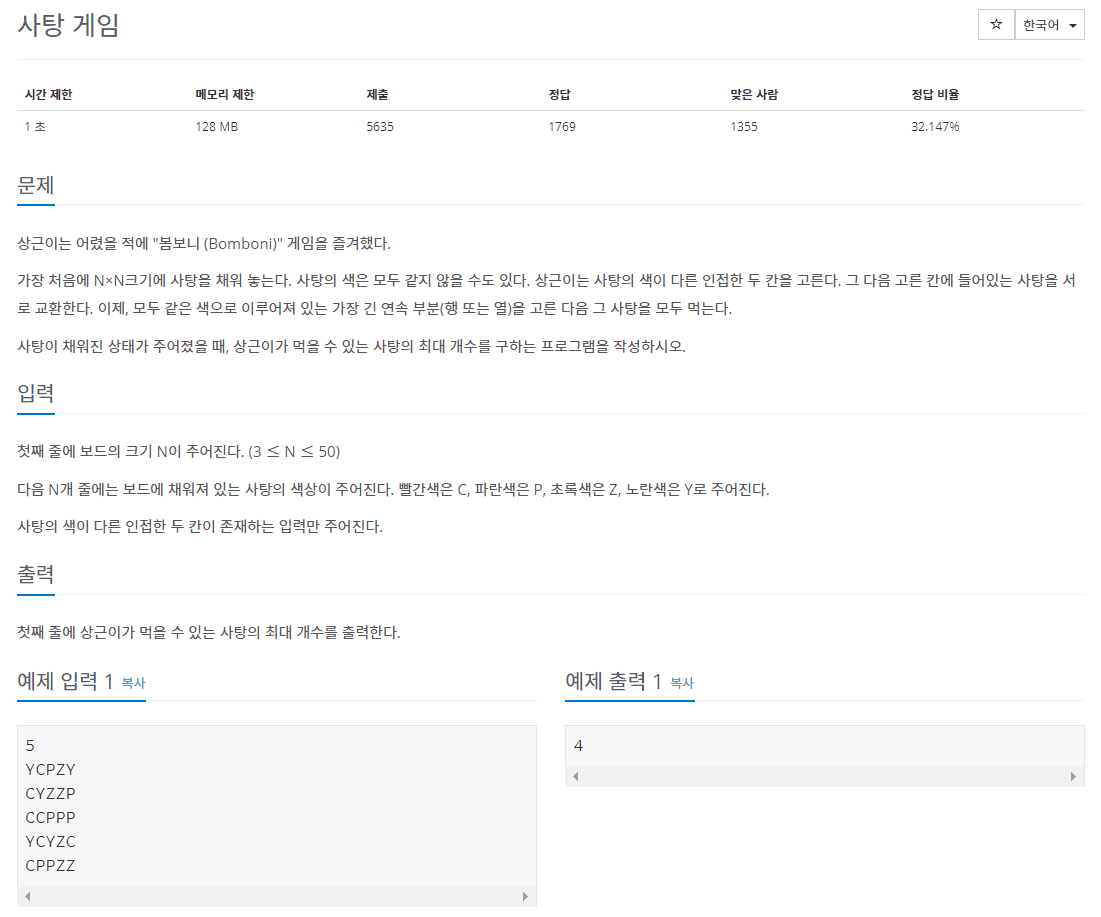 사탕 게임
☆ 한국어
시간 제한 메모리 제한 제출 정답 맞은 사람 정답 비율
1 초 128 MB 5635 1769 1355 32.147%
문제
상근이는 어렸을 적에 "봄보니 (Bomboni)" 게임을 즐겨했다.
가장 처음에 N×N크기에 사탕을 채워 놓는다. 사탕의 색은 모두 같지 않을 수도 있다. 상근이는 사탕의 색이 다른 인접한 두 칸을 고른다. 그 다음 고른 칸에 들어있는 사탕을 서
로 교환한다. 이제, 모두 같은 색으로 이루어져 있는 가장 긴 연속 부분(행 또는 열)을 고른 다음 그 사탕을 모두 먹는다.
사탕이 채워진 상태가 주어졌을 때, 상근이가 먹을 수 있는 사탕의 최대 개수를 구하는 프로그램을 작성하시오.
입력
첫째 줄에 보드의 크기 N이 주어진다. (3 ≤ N ≤ 50)
다음 N개 줄에는 보드에 채워져 있는 사탕의 색상이 주어진다. 빨간색은 C, 파란색은 P, 초록색은 Z, 노란색은 Y로 주어진다.
사탕의 색이 다른 인접한 두 칸이 존재하는 입력만 주어진다.
출력
첫째 줄에 상근이가 먹을 수 있는 사탕의 최대 개수를 출력한다.
예제 입력 1 복사
5
YCPZY
CYZZP
CCPPP
YCYZC
CPPZZ
예제 출력 1 복사
4